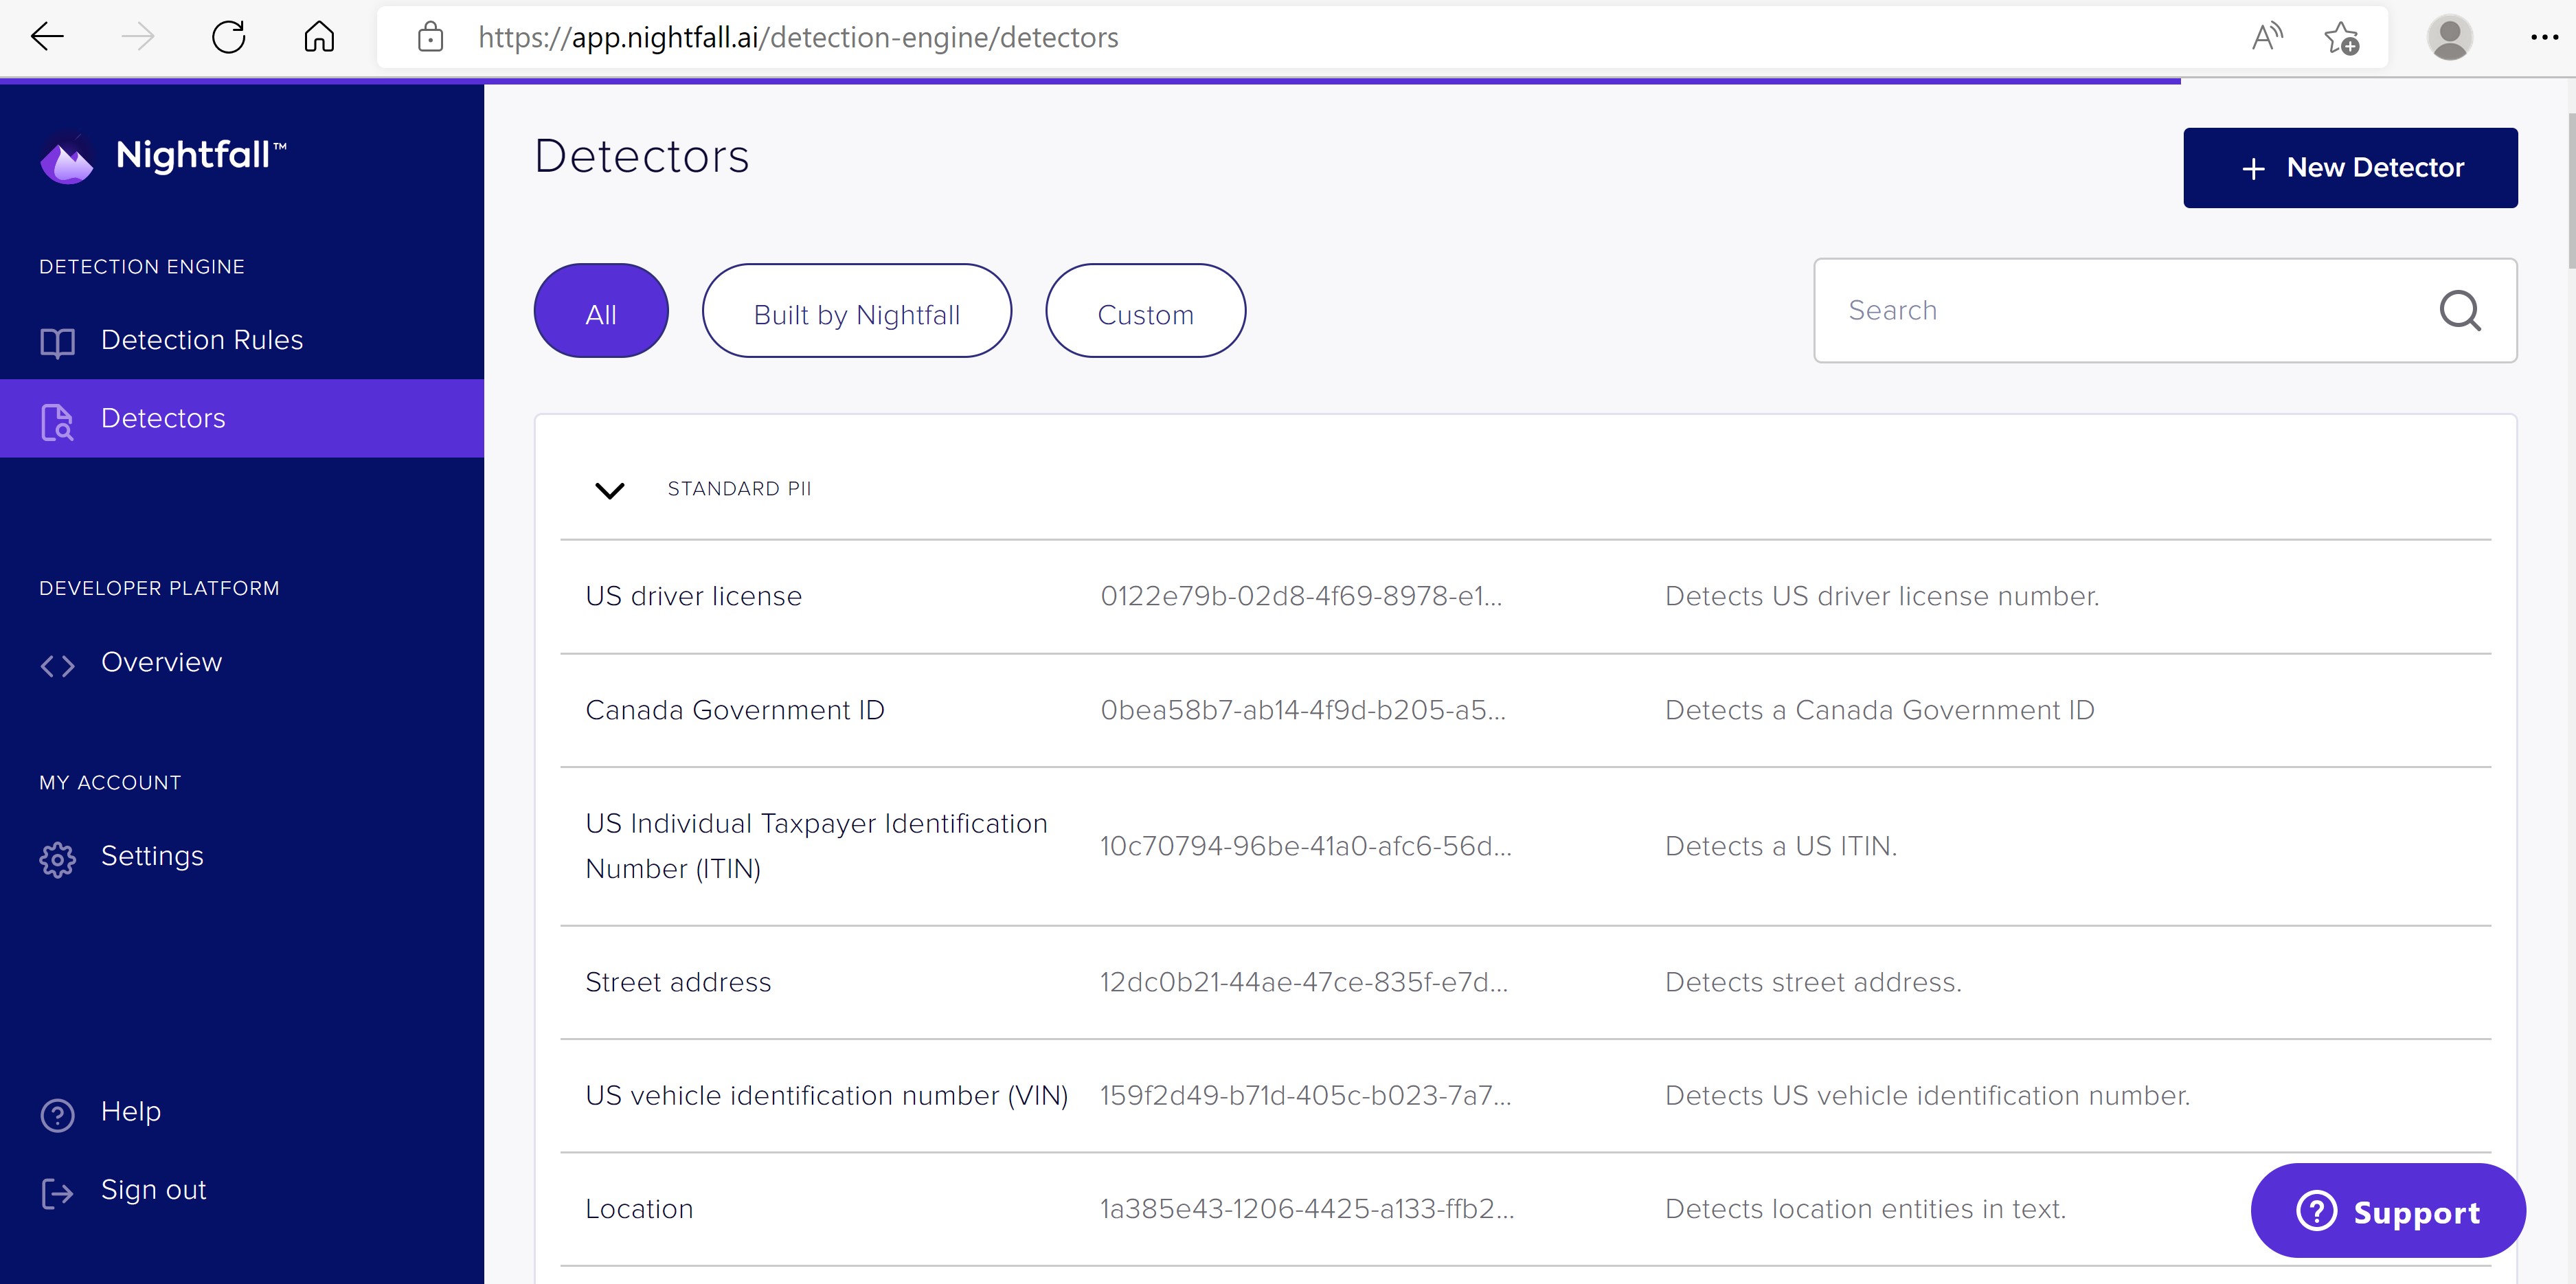 https://app.nightfall.ai/detection-engine/detectors
Nightfall™
DETECTION ENGINE
Detection Rules
Detectors
DEVELOPER PLATFORM
Overview
MY ACCOUNT
Settings
Help
Sign out
Detectors
+ New Detector
All
Built by Nightfall
Custom
Search
STANDARD PII
US driver license 0122e79b-02d8-4f69-8978-e1... Detects US driver license number.
Canada Government ID 0bea58b7-ab14-4f9d-b205-a5... Detects a Canada Government ID
US Individual Taxpayer Identification
Number (ITIN) 10c70794-96be-41a0-afc6-56d... Detects a US ITIN.
Street address 12dc0b21-44ae-47ce-835f-e7d... Detects street address.
US vehicle identification number (VIN) 159f2d49-b71d-405c-b023-7a7... Detects US vehicle identification number.
Location 1a385e43-1206-4425-a133-ffb2... Detects location entities in text.
Support